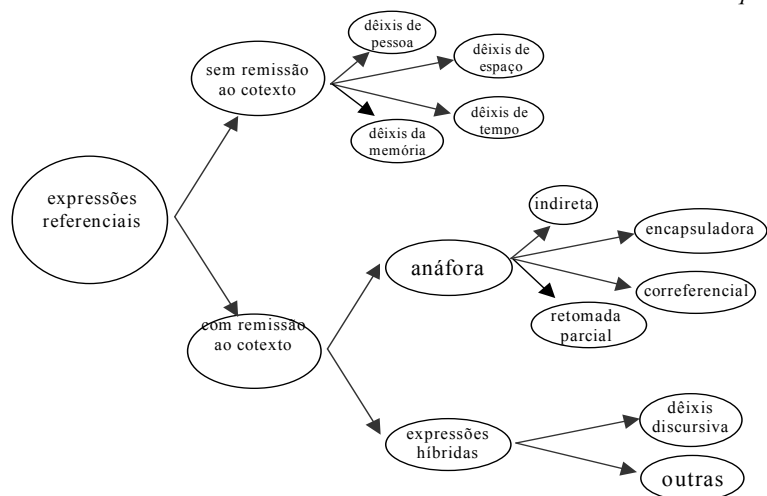 dêixis de
pessoa
dêixis de
espaço
sem remissão
ao cotexto
dêixis de
tempo
dêixis da
memória
expressões
referenciais
indireta
encapsuladora
anáfora
correferencial
retomada
parcial
com remissão
ao cotexto
dêixis
discursiva
expressões
híbridas
outras